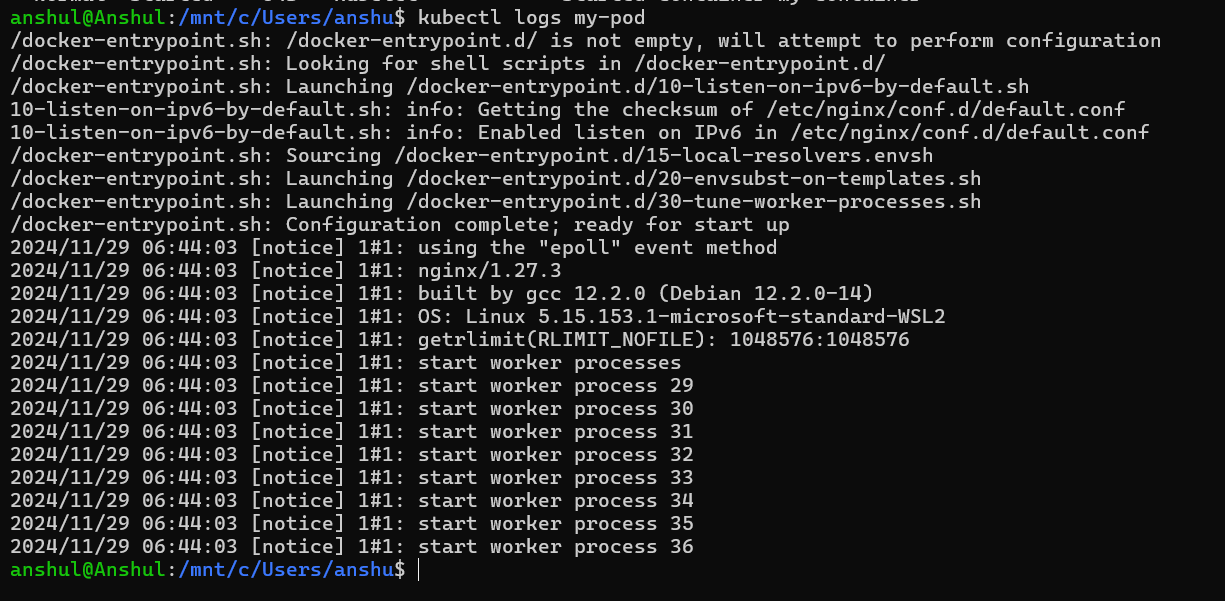 anshul@Anshul:/mnt/c/Users/anshu$ kubectl logs my-pod
/docker-entrypoint.sh: /docker-entrypoint.d/ is not empty, will attempt to perform configuration
/docker-entrypoint.sh: Looking for shell scripts in /docker-entrypoint.d/
/docker-entrypoint.sh: Launching /docker-entrypoint.d/10-listen-on-ipv6-by-default.sh
10-listen-on-ipv6-by-default.sh: info: Getting the checksum of /etc/nginx/conf.d/default.conf
10-listen-on-ipv6-by-default.sh: info: Enabled listen on IPv6 in /etc/nginx/conf.d/default.conf
/docker-entrypoint.sh: Sourcing /docker-entrypoint.d/15-local-resolvers.envsh
/docker-entrypoint.sh: Launching /docker-entrypoint.d/20-envsubst-on-templates.sh
/docker-entrypoint.sh: Launching /docker-entrypoint.d/30-tune-worker-processes.sh
/docker-entrypoint.sh: Configuration complete; ready for start up
2024/11/29 06:44:03 [notice] 1#1: using the "epoll" event method
2024/11/29 06:44:03 [notice] 1#1: nginx/1.27.3
2024/11/29 06:44:03 [notice] 1#1: built by gcc 12.2.0 (Debian 12.2.0-14)
2024/11/29 06:44:03 [notice] 1#1: OS: Linux 5.15.153.1-microsoft-standard-WSL2
2024/11/29 06:44:03 [notice] 1#1: getrlimit(RLIMIT_NOFILE): 1048576:1048576
2024/11/29 06:44:03 [notice] 1#1: start worker processes
2024/11/29 06:44:03 [notice] 1#1: start worker process 29
2024/11/29 06:44:03 [notice] 1#1: start worker process 30
2024/11/29 06:44:03 [notice] 1#1: start worker process 31
2024/11/29 06:44:03 [notice] 1#1: start worker process 32
2024/11/29 06:44:03 [notice] 1#1: start worker process 33
2024/11/29 06:44:03 [notice] 1#1: start worker process 34
2024/11/29 06:44:03 [notice] 1#1: start worker process 35
2024/11/29 06:44:03 [notice] 1#1: start worker process 36
anshul@Anshul:/mnt/c/Users/anshu$